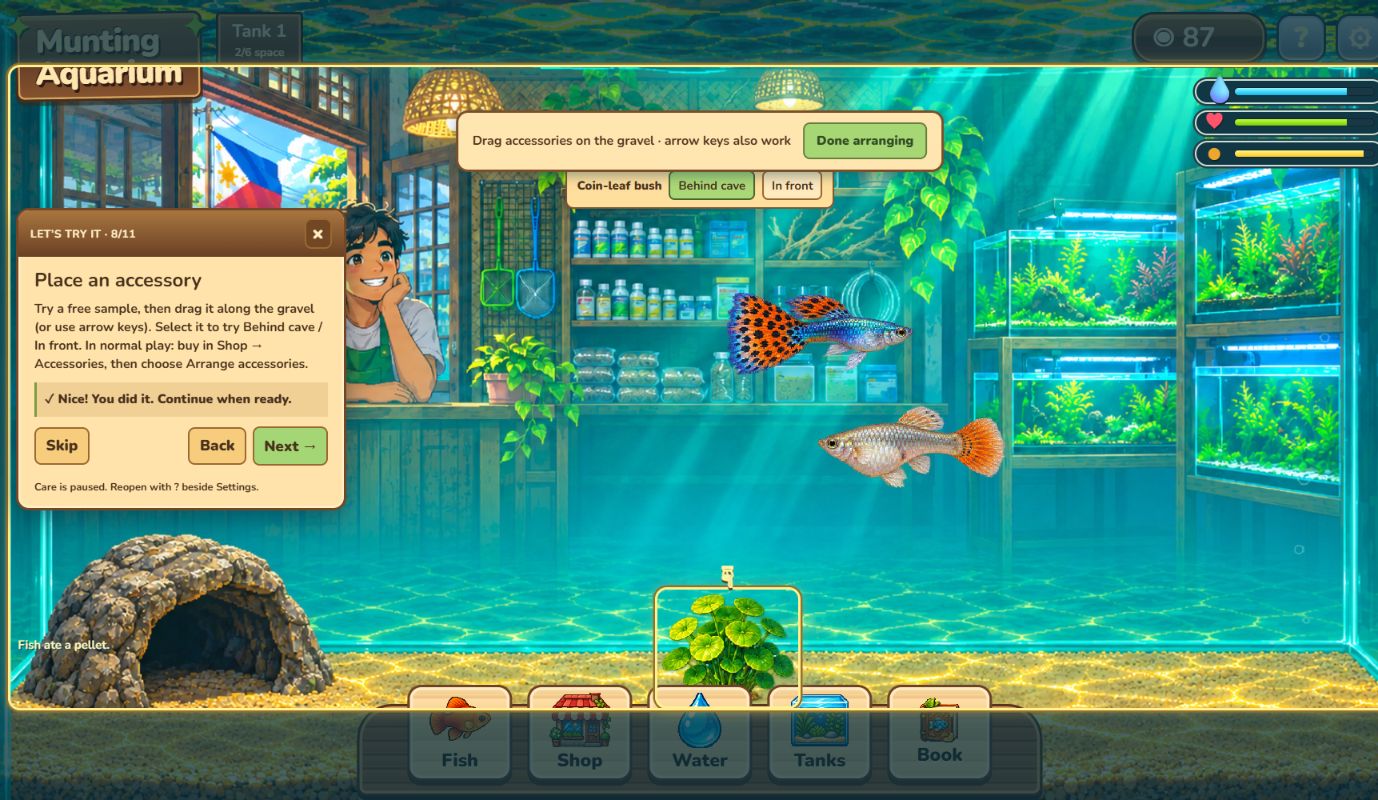 Munting
Aquarium
Tank 1
2/6 space
87
?
Drag accessories on the gravel · arrow keys also work
Done arranging
Coin-leaf bush
Behind cave
In front
LET'S TRY IT · 8/11
×
Place an accessory
Try a free sample, then drag it along the gravel
(or use arrow keys). Select it to try Behind cave /
In front. In normal play: buy in Shop →
Accessories, then choose Arrange accessories.
✓ Nice! You did it. Continue when ready.
Skip
Back
Next →
Care is paused. Reopen with ? beside Settings.
Fish ate a pellet.
Fish
Shop
Water
Tanks
Book